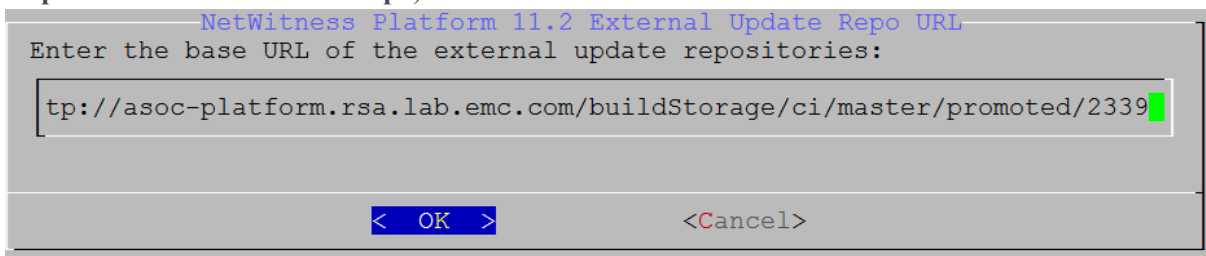 NetWitness Platform 11.2 External Update Repo URL
Enter the base URL of the external update repositories:
tp://asoc-platform.rsa.lab.emc.com/buildStorage/ci/master/promoted/2339
< OK > <Cancel>